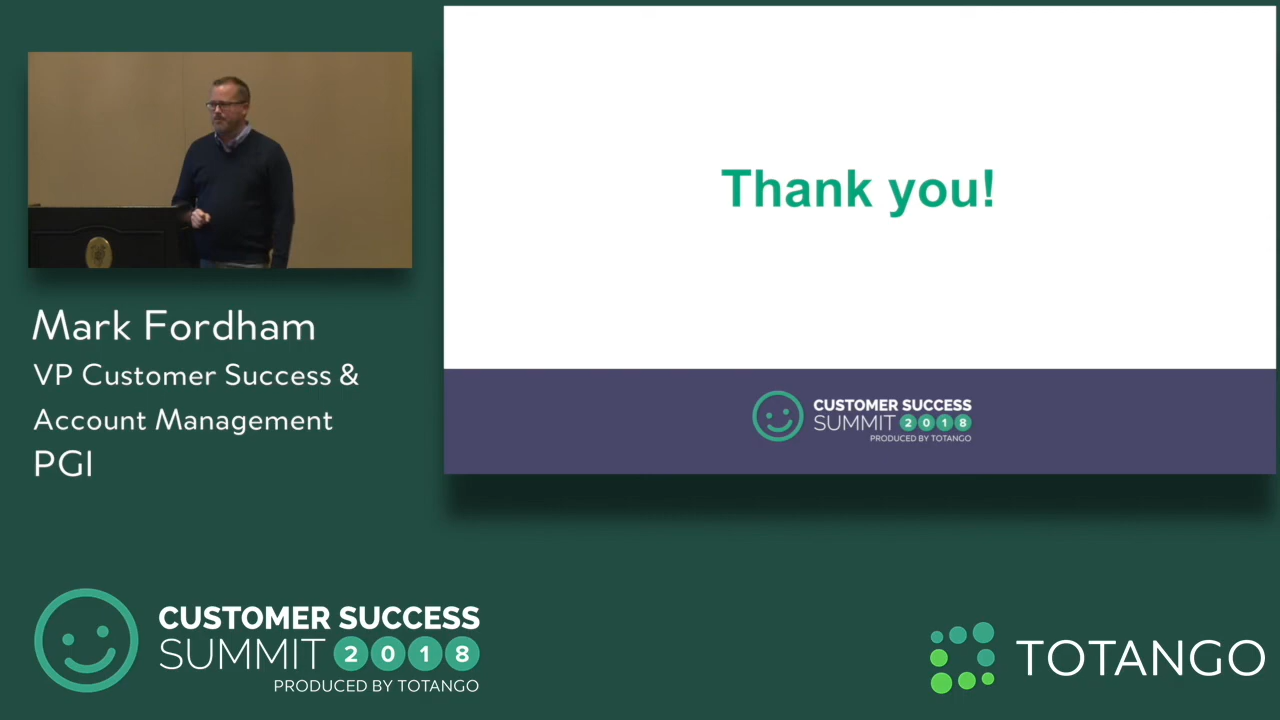 Thank you!
CUSTOMER SUCCESS
SUMMIT 2018
PRODUCED BY TOTANGO
Mark Fordham
VP Customer Success &
Account Management
PGI
CUSTOMER SUCCESS
SUMMIT 2018
PRODUCED BY TOTANGO
TOTANGO